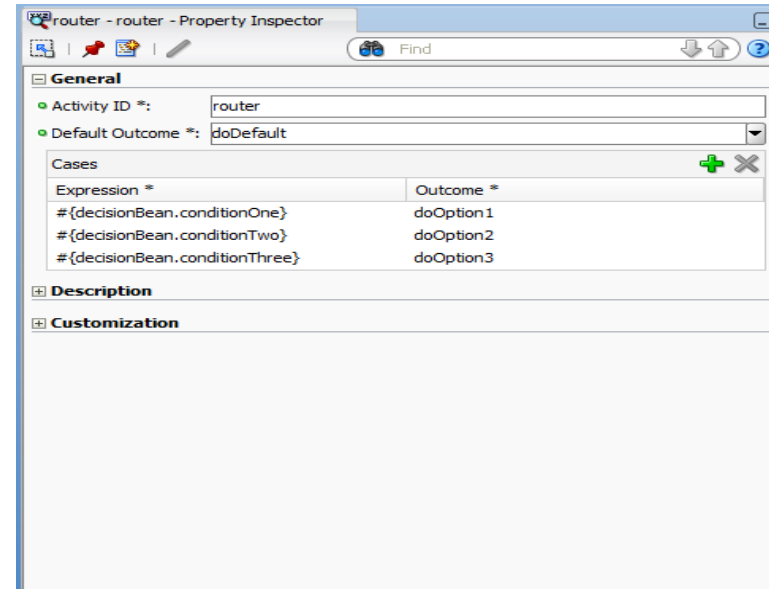 router - router - Property Inspector
Find
General
Activity ID *: router
Default Outcome *: doDefault
Cases
Expression * Outcome *
#{decisionBean.conditionOne} doOption1
#{decisionBean.conditionTwo} doOption2
#{decisionBean.conditionThree} doOption3
Description
Customization